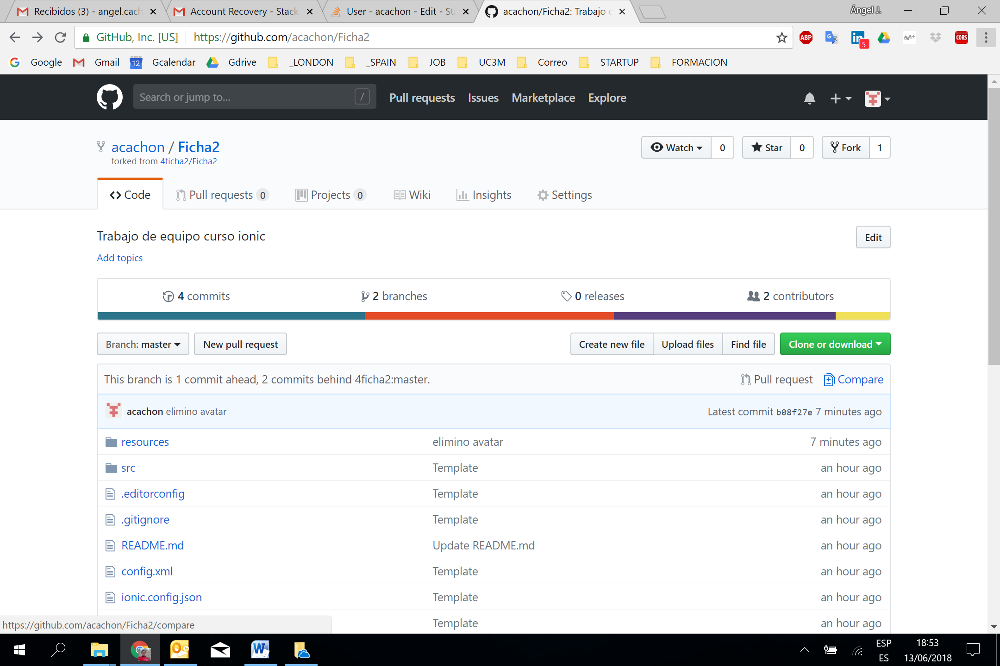 Recibidos (3) - angel.cach
Account Recovery - Stack
User - acachon - Edit - Sta
acachon/Ficha2: Trabajo d
Ángel J.
GitHub, Inc. [US]
https://github.com/acachon/Ficha2
ABP
5
CORS
Google
Gmail
12
Gcalendar
Gdrive
_LONDON
_SPAIN
JOB
UC3M
Correo
STARTUP
FORMACION
Search or jump to...
/
Pull requests
Issues
Marketplace
Explore
acachon / Ficha2
forked from 4ficha2/Ficha2
Watch
0
Star
0
Fork
1
Code
Pull requests 0
Projects 0
Wiki
Insights
Settings
Trabajo de equipo curso ionic
Edit
Add topics
4 commits
2 branches
0 releases
2 contributors
Branch: master
New pull request
Create new file
Upload files
Find file
Clone or download
This branch is 1 commit ahead, 2 commits behind 4ficha2:master.
Pull request
Compare
acachon elimino avatar
Latest commit b08f27e 7 minutes ago
resources
elimino avatar
7 minutes ago
src
Template
an hour ago
.editorconfig
Template
an hour ago
.gitignore
Template
an hour ago
README.md
Update README.md
an hour ago
config.xml
Template
an hour ago
ionic.config.json
Template
an hour ago
Template
an hour ago
https://github.com/acachon/Ficha2/compare
ESP
ES
18:53
13/06/2018